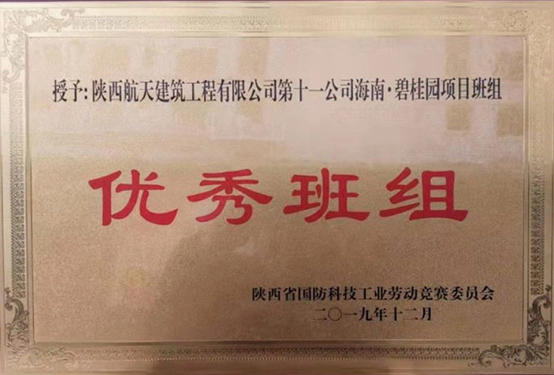 授予:陕西航天建筑工程有限公司第十一公司海南·碧桂园项目班组
优秀班组
陕西省国防科技工业劳动竞赛委员会
二〇一九年十二月